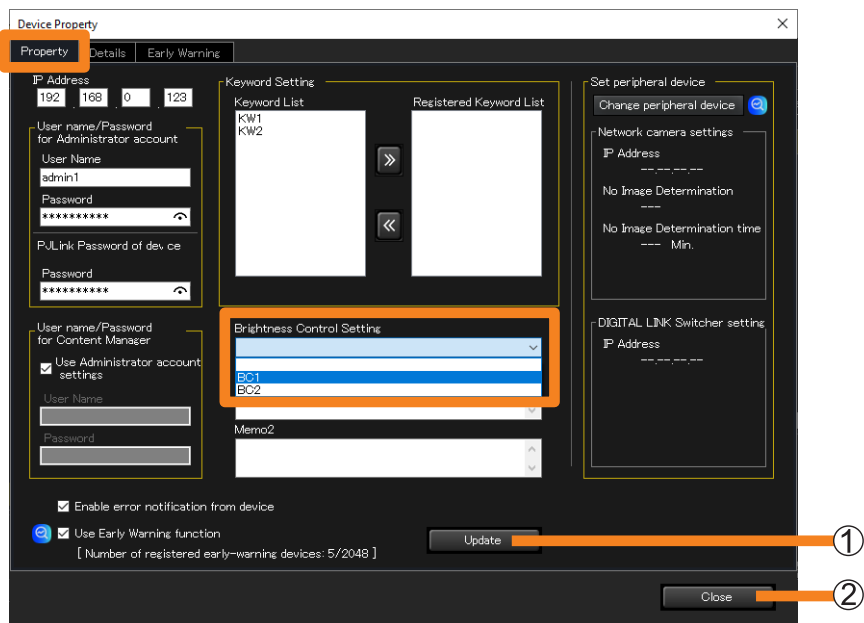 Device Property
Property
Details
Early Warning
IP Address
192 . 168 . 0 . 123
User name/Password
for Administrator account
User Name
admin1
Password
**********
PJLink Password of device
Password
**********
User name/Password
for Content Manager
Use Administrator account
settings
User Name
Password
Keyword Setting
Keyword List
Registered Keyword List
KW1
KW2
Brightness Control Setting
BC1
BC2
Memo2
Set peripheral device
Change peripheral device
Network camera settings
IP Address
---.---.---.---
No Image Determination
---
No Image Determination time
--- Min.
DIGITAL LINK Switcher setting
IP Address
---.---.---.---
Enable error notification from device
Use Early Warning function
[ Number of registered early-warning devices: 5/2048 ]
Update
①
Close
②